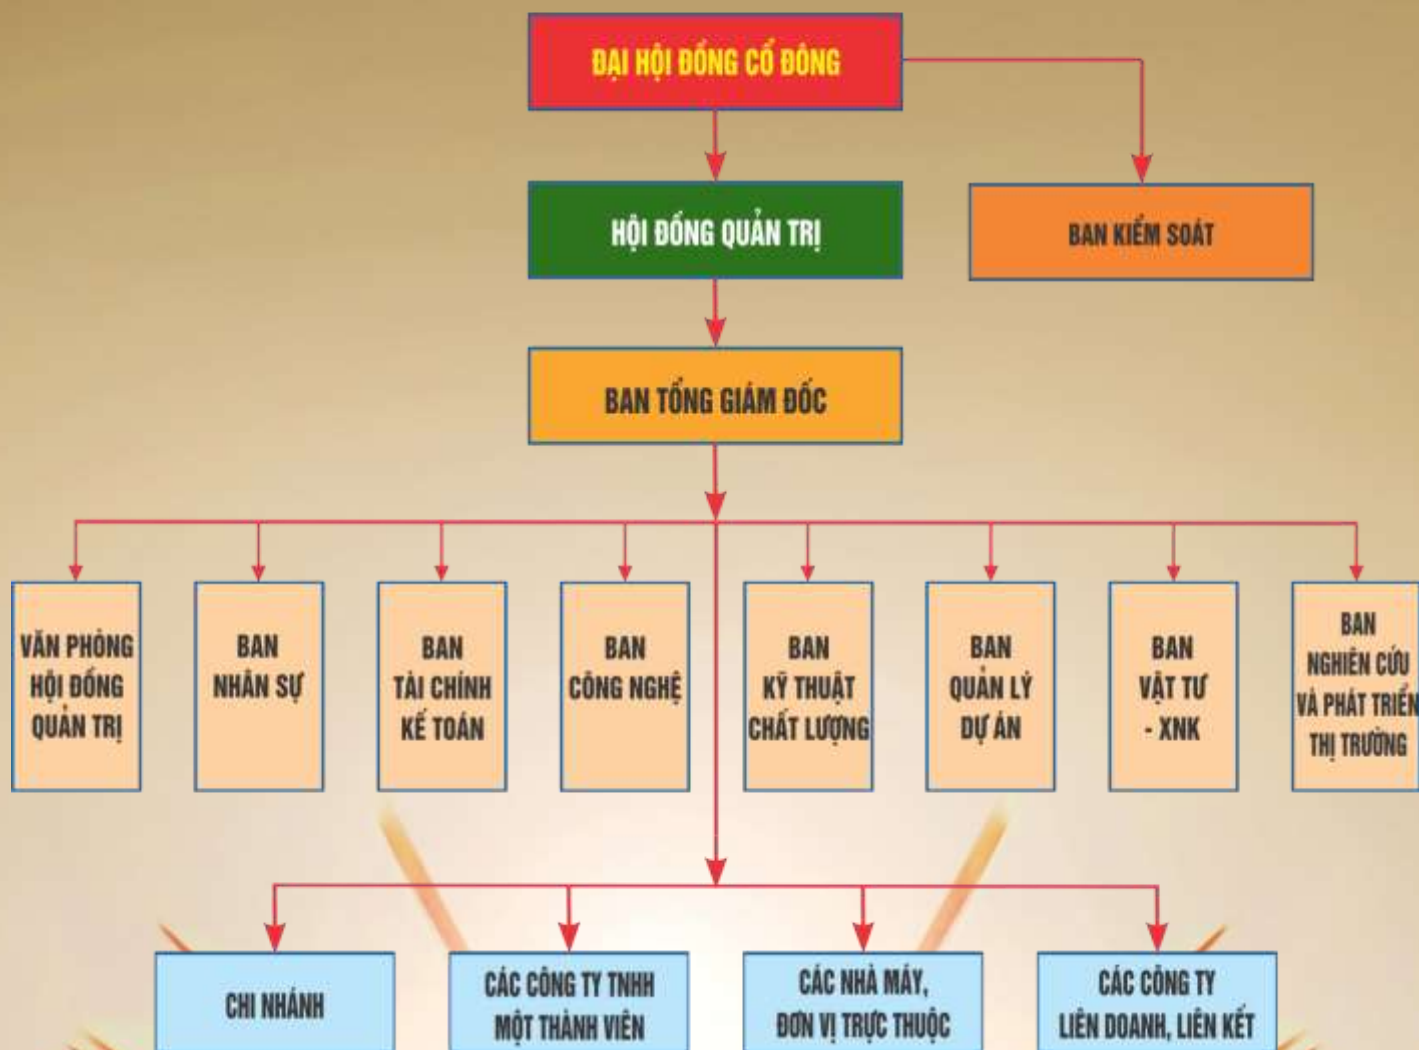 ĐẠI HỘI ĐỒNG CỔ ĐÔNG
HỘI ĐỒNG QUẢN TRỊ
BAN KIỂM SOÁT
BAN TỔNG GIÁM ĐỐC
VĂN PHÒNG
HỘI ĐỒNG
QUẢN TRỊ
BAN
NHÂN SỰ
BAN
TÀI CHÍNH
KẾ TOÁN
BAN
CÔNG NGHỆ
BAN
KỸ THUẬT
CHẤT LƯỢNG
BAN
QUẢN LÝ
DỰ ÁN
BAN
VẬT TƯ
- XNK
BAN
NGHIÊN CỨU
VÀ PHÁT TRIỂN
THỊ TRƯỜNG
CHI NHÁNH
CÁC CÔNG TY TNHH
MỘT THÀNH VIÊN
CÁC NHÀ MÁY,
ĐƠN VỊ TRỰC THUỘC
CÁC CÔNG TY
LIÊN DOANH, LIÊN KẾT